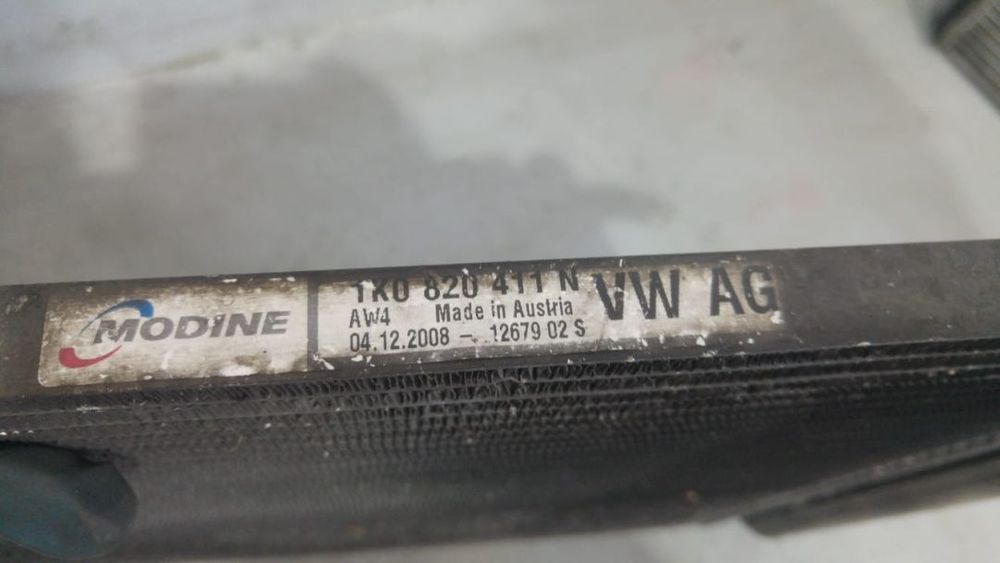 MODINE
1K0 820 411 N VW AG
AW4 Made in Austria
04.12.2008 - 12679 02 S